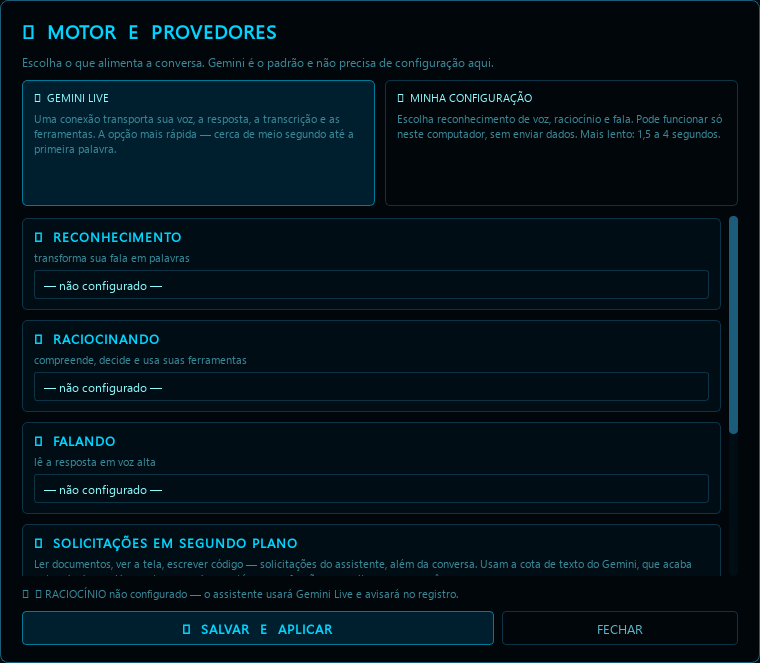 MOTOR E PROVEDORES
Escolha o que alimenta a conversa. Gemini é o padrão e não precisa de configuração aqui.
GEMINI LIVE
Uma conexão transporta sua voz, a resposta, a transcrição e as
ferramentas. A opção mais rápida — cerca de meio segundo até a
primeira palavra.
MINHA CONFIGURAÇÃO
Escolha reconhecimento de voz, raciocínio e fala. Pode funcionar só
neste computador, sem enviar dados. Mais lento: 1,5 a 4 segundos.
RECONHECIMENTO
transforma sua fala em palavras
— não configurado —
RACIOCINANDO
compreende, decide e usa suas ferramentas
— não configurado —
FALANDO
lê a resposta em voz alta
— não configurado —
SOLICITAÇÕES EM SEGUNDO PLANO
Ler documentos, ver a tela, escrever código — solicitações do assistente, além da conversa. Usam a cota de texto do Gemini, que acaba
RACIOCÍNIO não configurado — o assistente usará Gemini Live e avisará no registro.
SALVAR E APLICAR
FECHAR